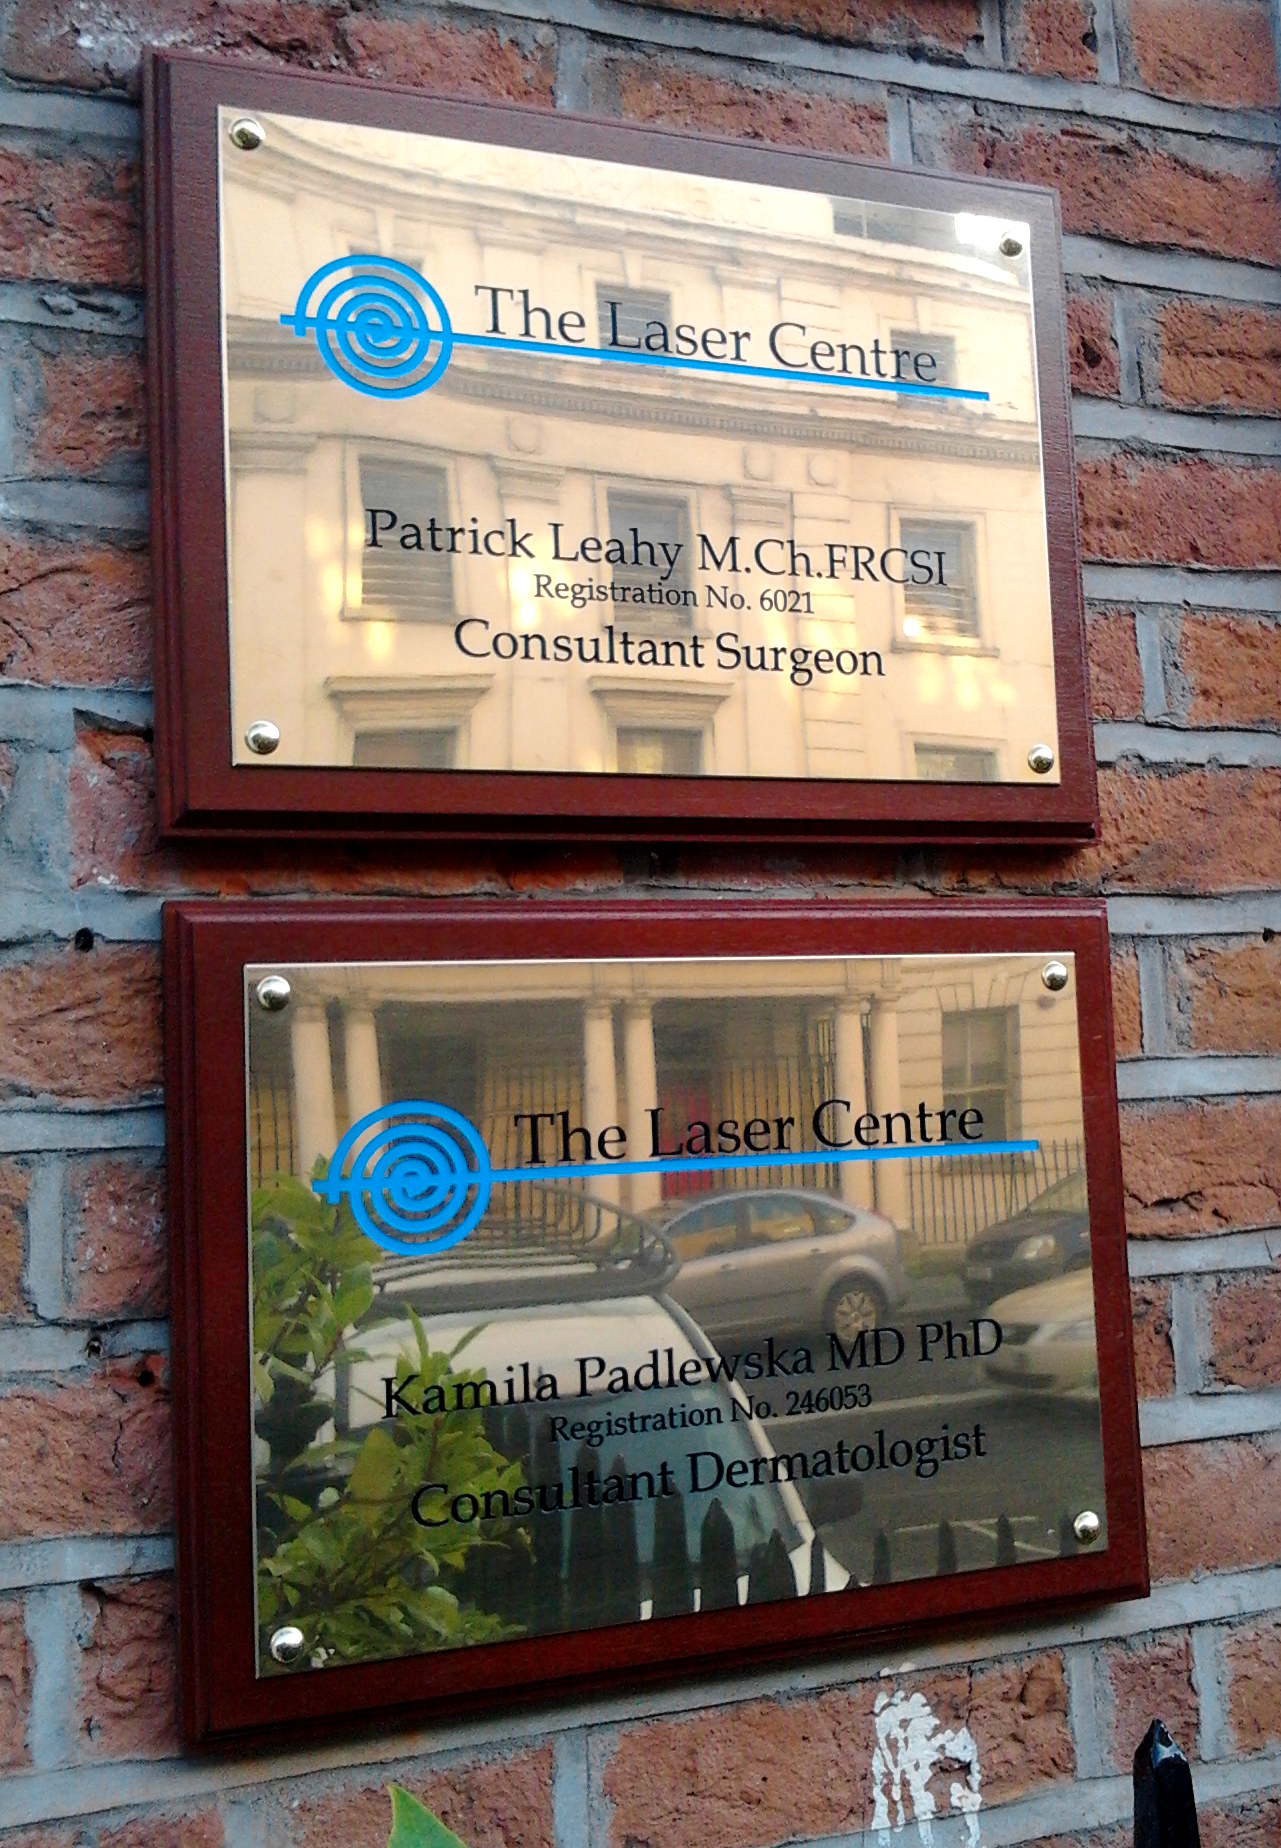 The Laser Centre
Patrick Leahy M.Ch.FRCSI
Registration No. 6021
Consultant Surgeon
The Laser Centre
Kamila Padlewska MD PhD
Registration No. 246053
Consultant Dermatologist